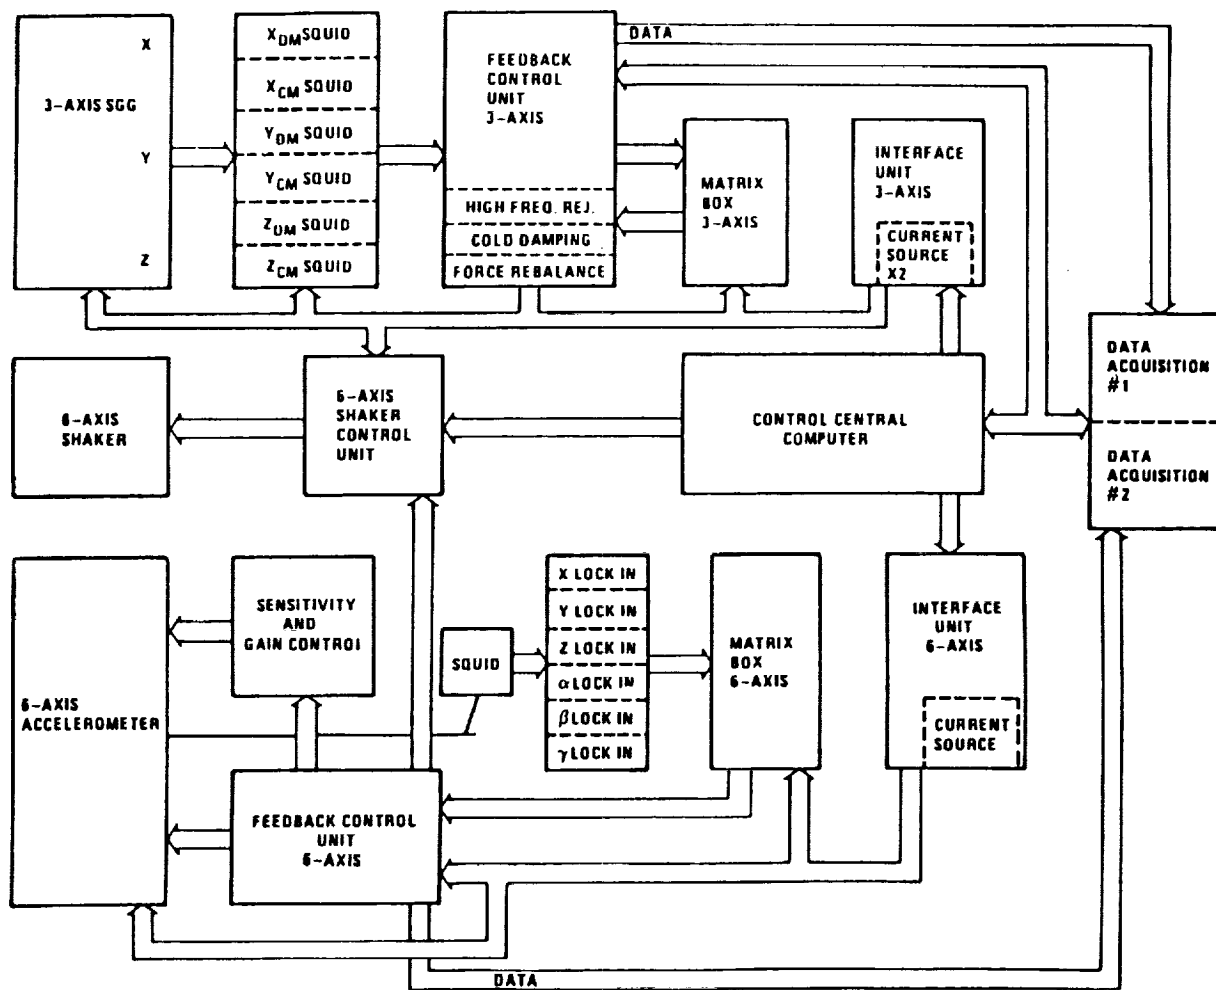 3-AXIS SGG
X
Y
Z
X_DM SQUID
X_CM SQUID
Y_DM SQUID
Y_CM SQUID
Z_DM SQUID
Z_CM SQUID
FEEDBACK
CONTROL
UNIT
3-AXIS
HIGH FREQ. REJ.
COLD DAMPING
FORCE REBALANCE
DATA
MATRIX
BOX
3-AXIS
INTERFACE
UNIT
3-AXIS
CURRENT
SOURCE
X2
DATA
ACQUISITION
#1
DATA
ACQUISITION
#2
6-AXIS
SHAKER
6-AXIS
SHAKER
CONTROL
UNIT
CONTROL CENTRAL
COMPUTER
6-AXIS
ACCELEROMETER
SENSITIVITY
AND
GAIN CONTROL
SQUID
X LOCK IN
Y LOCK IN
Z LOCK IN
α LOCK IN
β LOCK IN
γ LOCK IN
MATRIX
BOX
6-AXIS
INTERFACE
UNIT
6-AXIS
CURRENT
SOURCE
FEEDBACK CONTROL
UNIT
6-AXIS
DATA